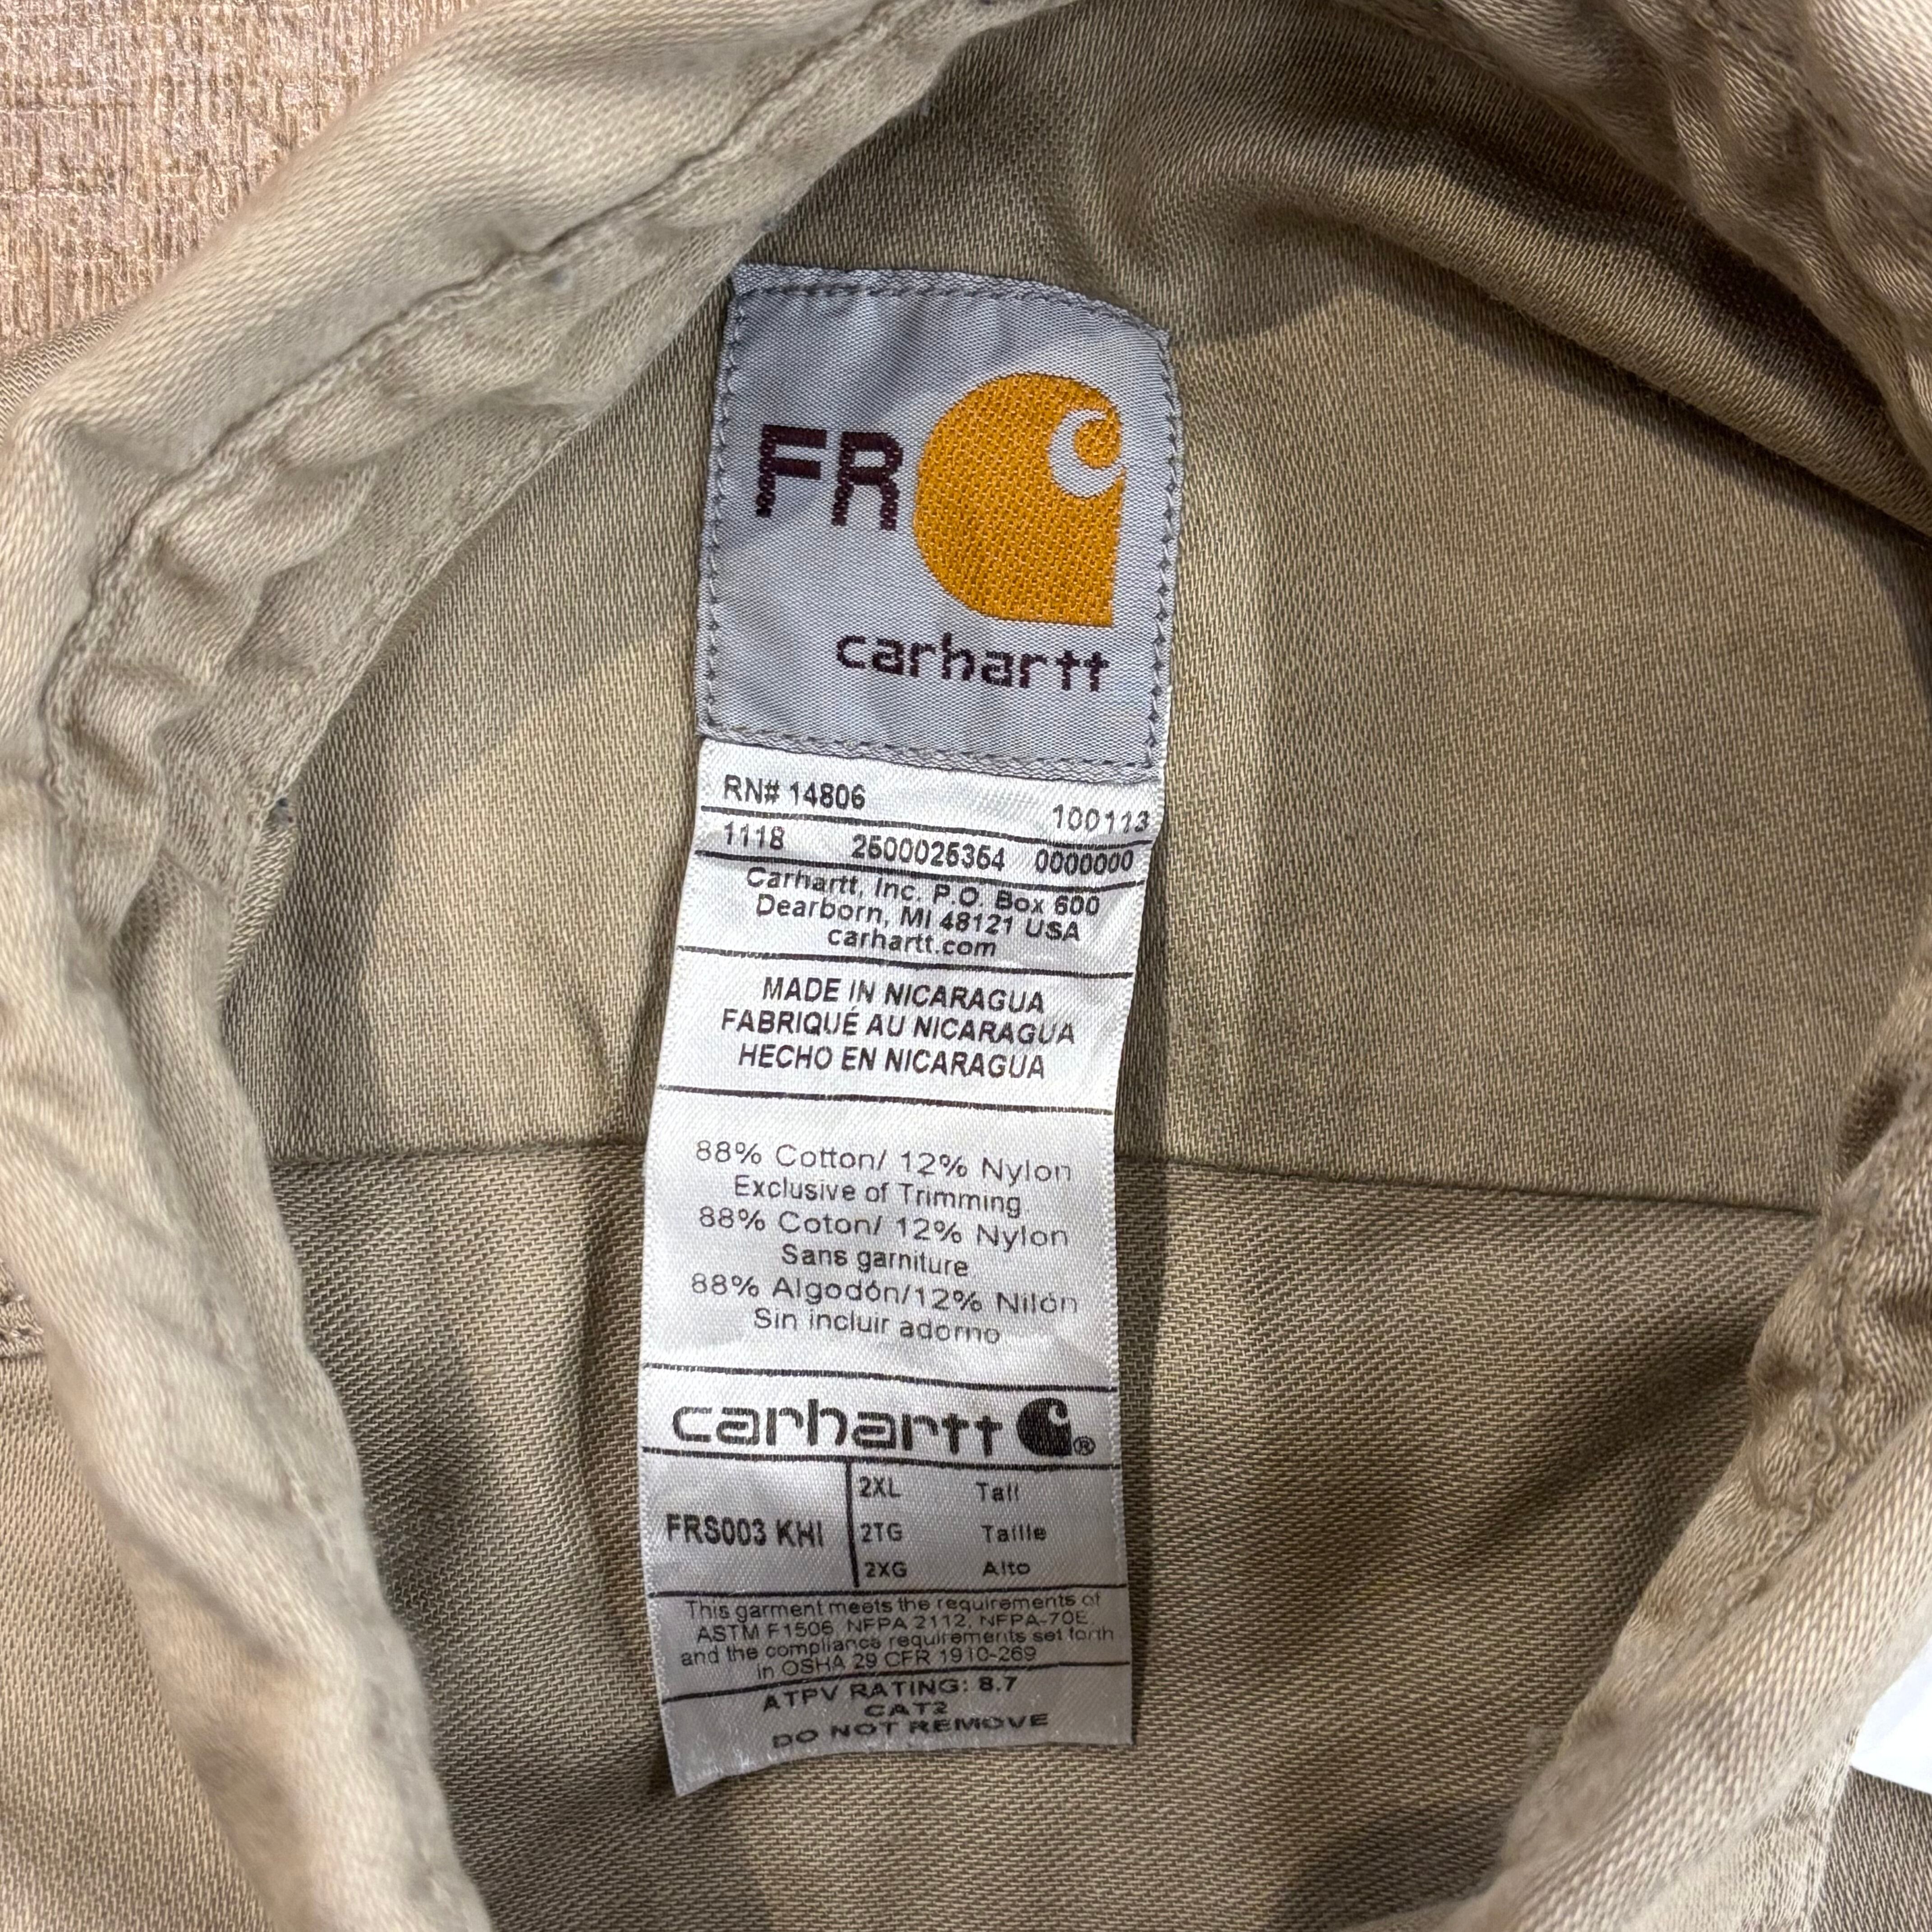 FR
carhartt
RN# 14806 100113
1118 2500025354 0000000
Carhartt, Inc. P.O. Box 600
Dearborn, MI 48121 USA
carhartt.com
MADE IN NICARAGUA
FABRIQUÉ AU NICARAGUA
HECHO EN NICARAGUA
88% Cotton/ 12% Nylon
Exclusive of Trimming
88% Coton/ 12% Nylon
Sans garniture
88% Algodón/12% Nilón
Sin incluir adorno
carhartt ®
FRS003 KHI
2XL Tall
2TG Taille
2XG Alto
This garment meets the requirements of
ASTM F1506, NFPA 2112, NFPA-70E,
and the compliance requirements set forth
in OSHA 29 CFR 1910-269
ATPV RATING: 8.7
CAT2
DO NOT REMOVE